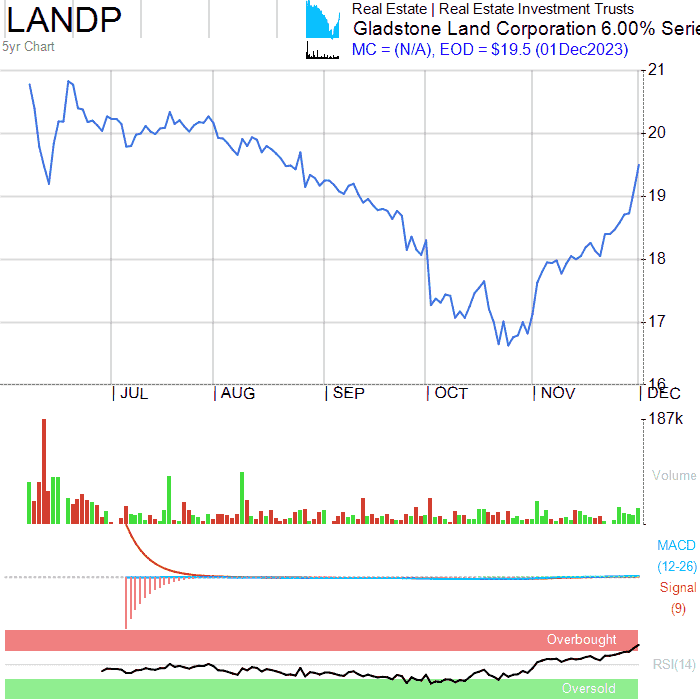 LANDP
5yr Chart
Real Estate | Real Estate Investment Trusts
Gladstone Land Corporation 6.00% Serie
MC = (N/A), EOD = $19.5 (01Dec2023)
21
20
19
18
17
16
JUL AUG SEP OCT NOV DEC
187k
Volume
MACD
(12-26)
Signal
(9)
Overbought
RSI(14)
Oversold